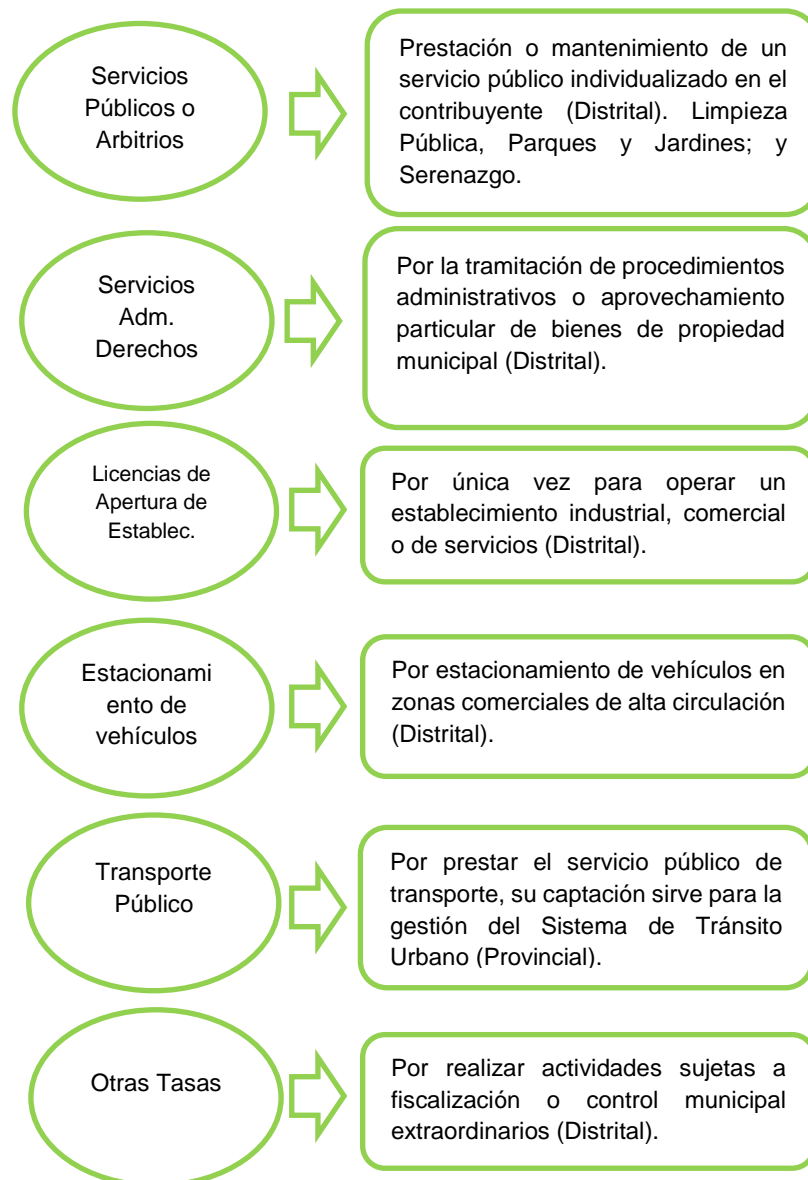 Servicios
Públicos o
Arbitrios
Prestación o mantenimiento de un
servicio público individualizado en el
contribuyente (Distrital). Limpieza
Pública, Parques y Jardines; y
Serenazgo.
Servicios
Adm.
Derechos
Por la tramitación de procedimientos
administrativos o aprovechamiento
particular de bienes de propiedad
municipal (Distrital).
Licencias de
Apertura de
Establec.
Por única vez para operar un
establecimiento industrial, comercial
o de servicios (Distrital).
Estacionami
ento de
vehículos
Por estacionamiento de vehículos en
zonas comerciales de alta circulación
(Distrital).
Transporte
Público
Por prestar el servicio público de
transporte, su captación sirve para la
gestión del Sistema de Tránsito
Urbano (Provincial).
Otras Tasas
Por realizar actividades sujetas a
fiscalización o control municipal
extraordinarios (Distrital).